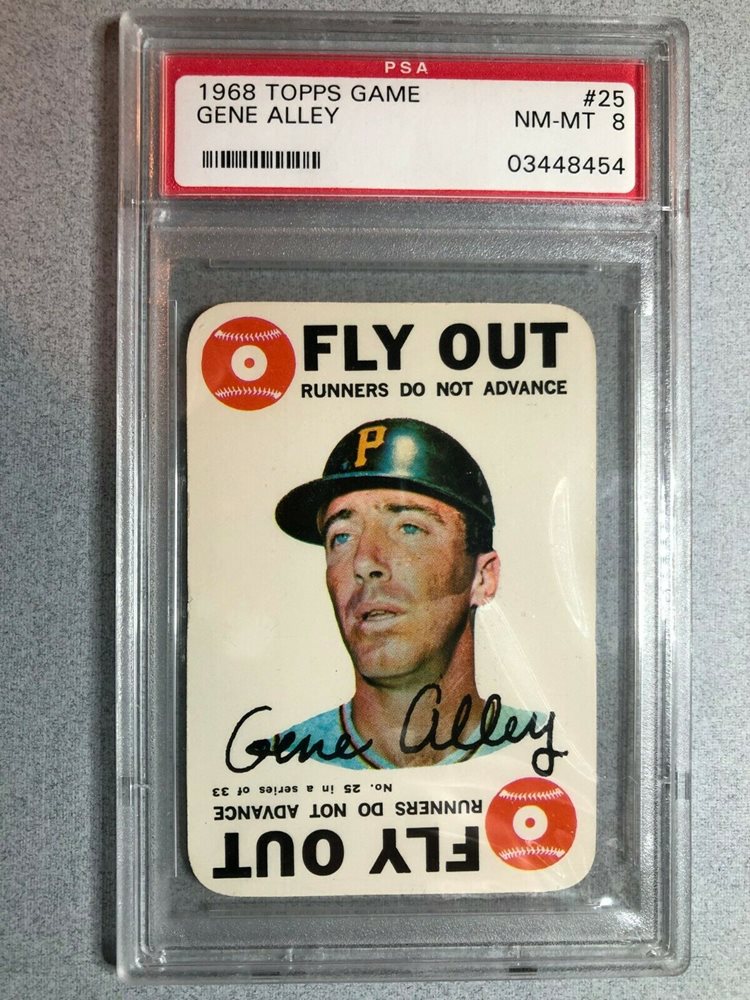 PSA
1968 TOPPS GAME #25
GENE ALLEY NM-MT 8
03448454
FLY OUT
RUNNERS DO NOT ADVANCE
P
Gene Alley
No. 25 in a series of 33
RUNNERS DO NOT ADVANCE
FLY OUT